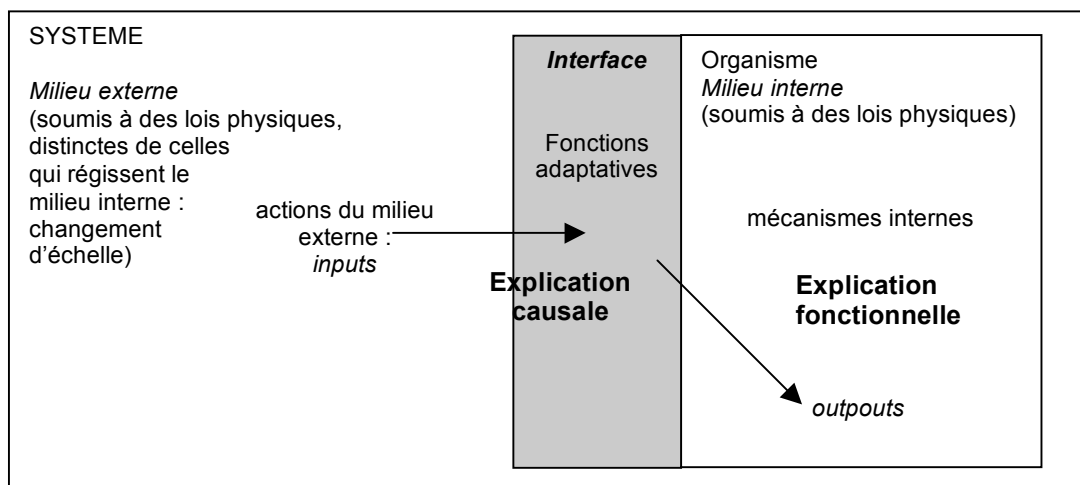 SYSTEME
Milieu externe
(soumis à des lois physiques,
distinctes de celles
qui régissent le
milieu interne :
changement
d'échelle)
actions du milieu
externe :
inputs
Interface
Fonctions
adaptatives
Explication
causale
Organisme
Milieu interne
(soumis à des lois physiques)
mécanismes internes
Explication
fonctionnelle
outpouts